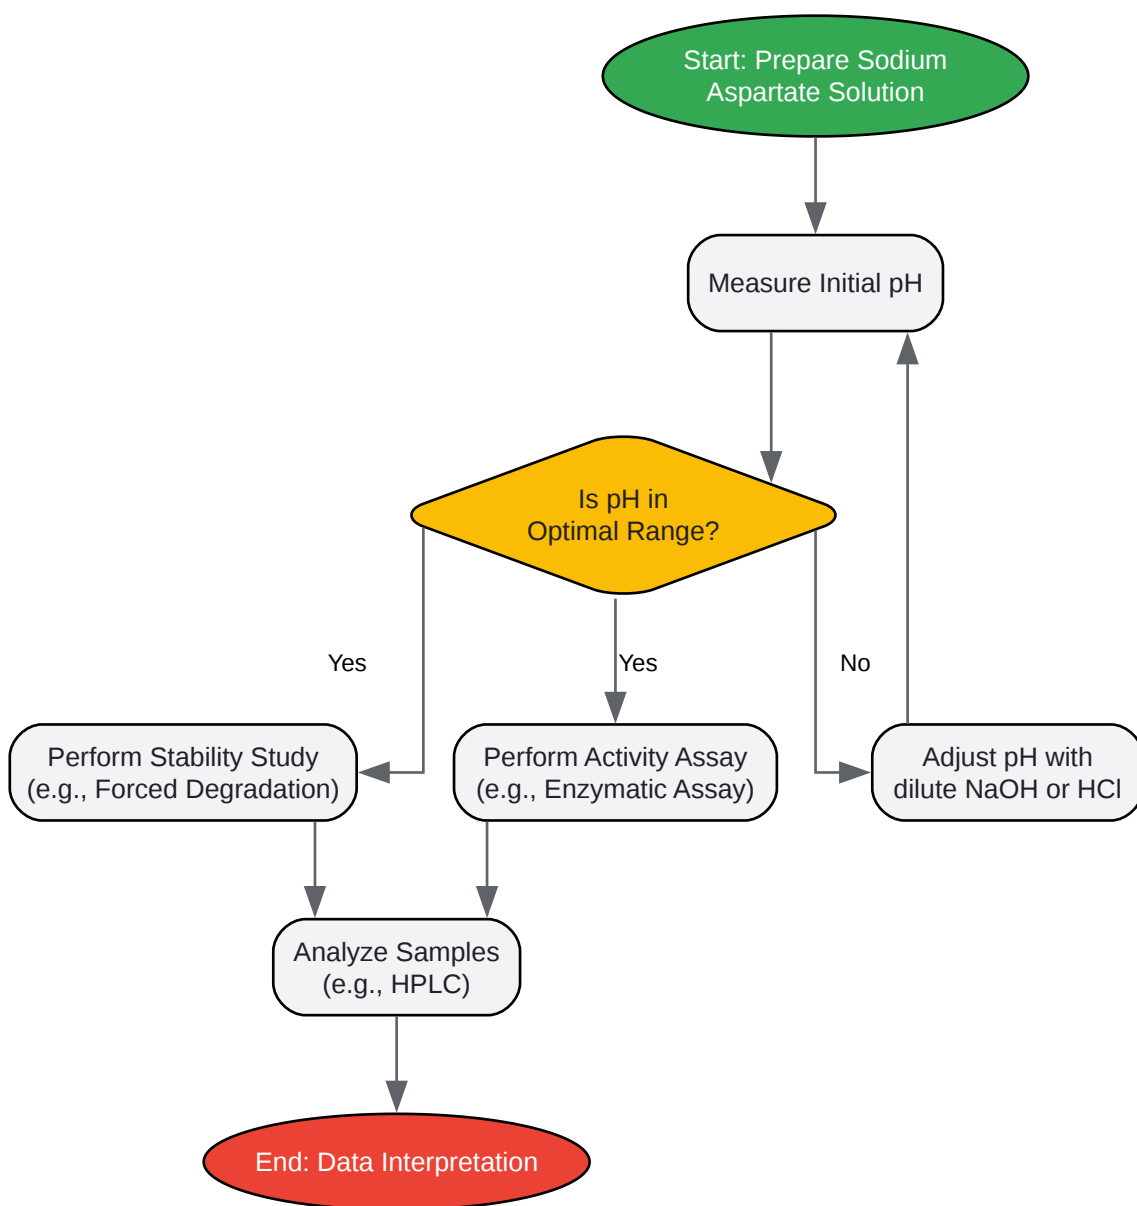 Start: Prepare Sodium
Aspartate Solution
Measure Initial pH
Is pH in
Optimal Range?
Yes
Yes
No
Perform Stability Study
(e.g., Forced Degradation)
Perform Activity Assay
(e.g., Enzymatic Assay)
Adjust pH with
dilute NaOH or HCl
Analyze Samples
(e.g., HPLC)
End: Data Interpretation